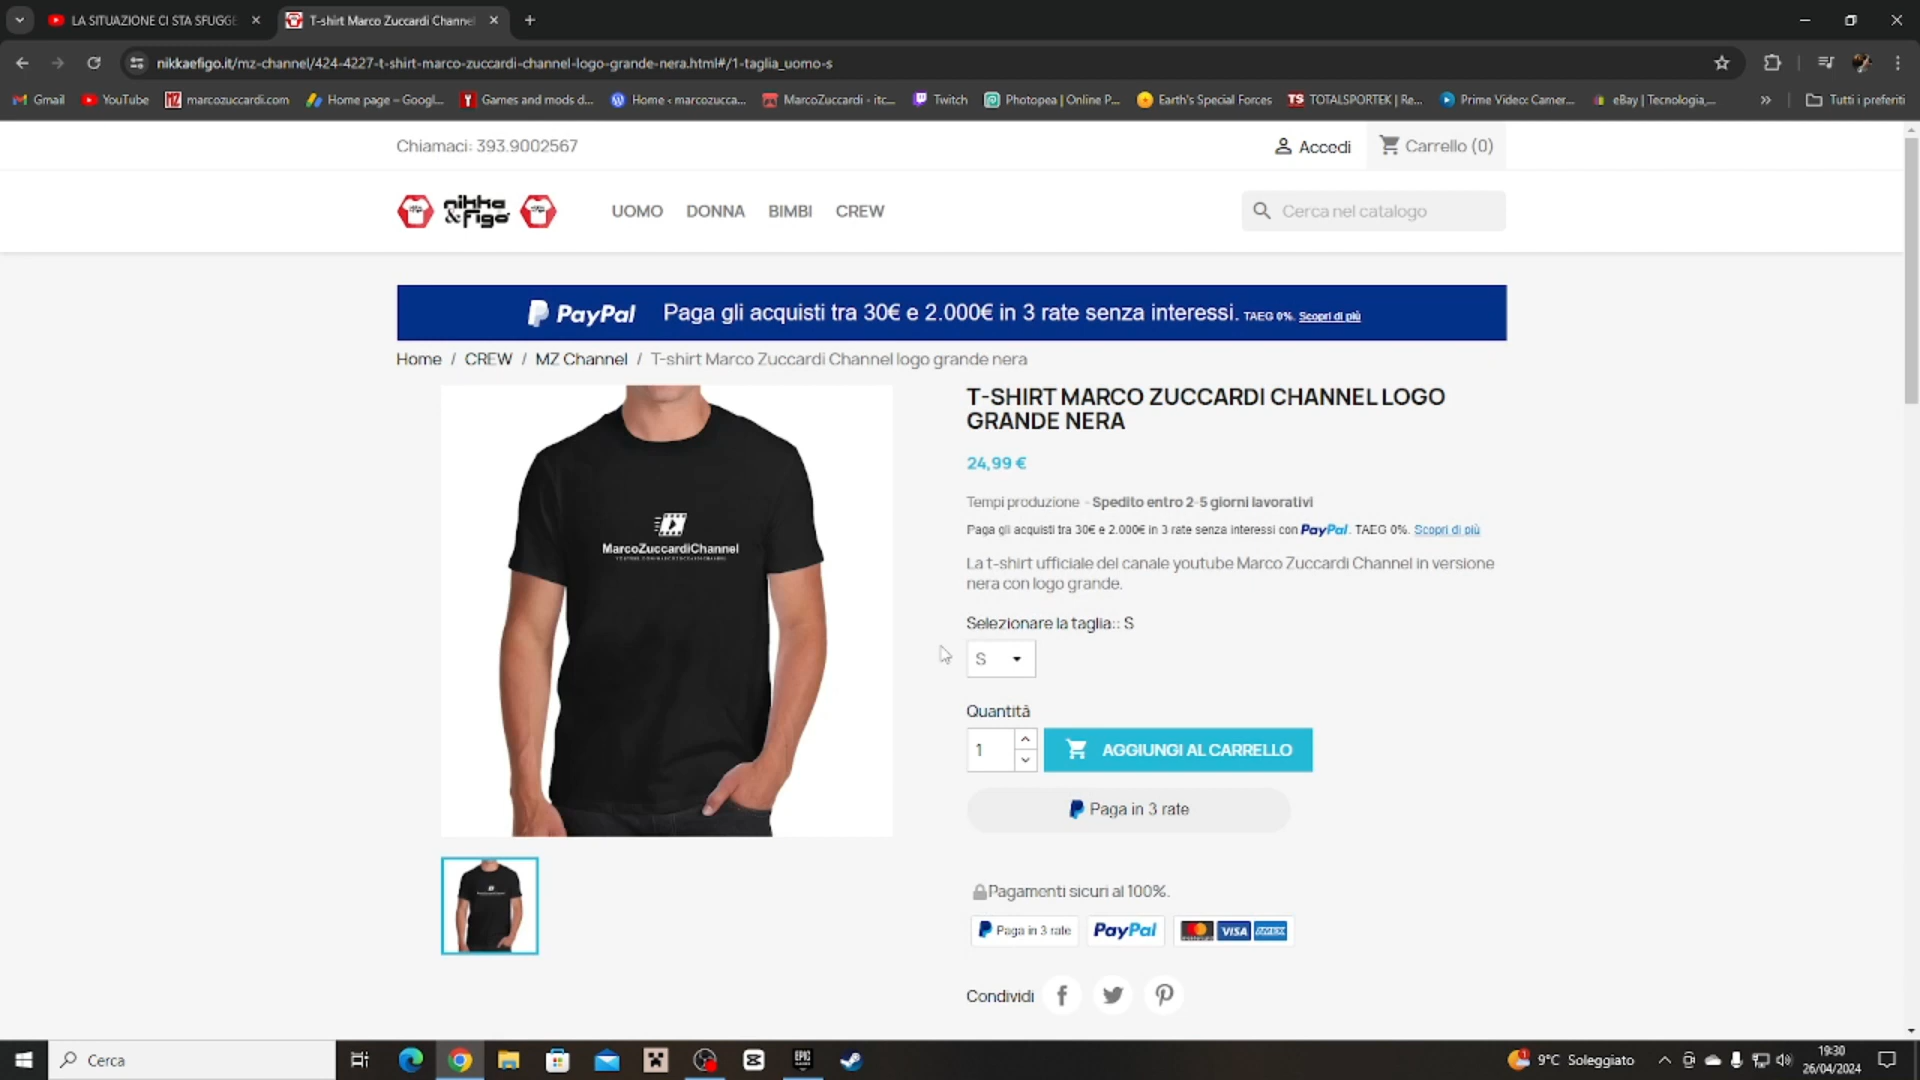 LA SITUAZIONE CI STA SFUGGE
T-shirt Marco Zuccardi Channel
nikkaefigo.it/mz-channel/424-4227-t-shirt-marco-zuccardi-channel-logo-grande-nera.html#/1-taglia_uomo-s
Gmail YouTube marcozuccardi.com Home page – Googl... Games and mods d... Home ‹ marcozucca... MarcoZuccardi - itc... Twitch Photopea | Online P... Earth's Special Forces TOTALSPORTEK | Re... Prime Video: Camer... eBay | Tecnologia,... » Tutti i preferiti
Chiamaci: 393.9002567
Accedi Carrello (0)
nikka &figo UOMO DONNA BIMBI CREW Cerca nel catalogo
PayPal Paga gli acquisti tra 30€ e 2.000€ in 3 rate senza interessi. TAEG 0%. Scopri di più
Home / CREW / MZ Channel / T-shirt Marco Zuccardi Channel logo grande nera
MarcoZuccardiChannel
T-SHIRT MARCO ZUCCARDI CHANNEL LOGO
GRANDE NERA
24,99 €
Tempi produzione - Spedito entro 2-5 giorni lavorativi
Paga gli acquisti tra 30€ e 2.000€ in 3 rate senza interessi con PayPal. TAEG 0%. Scopri di più
La t-shirt ufficiale del canale youtube Marco Zuccardi Channel in versione
nera con logo grande.
Selezionare la taglia:: S
S
Quantità
1 AGGIUNGI AL CARRELLO
Paga in 3 rate
Pagamenti sicuri al 100%.
Paga in 3 rate PayPal VISA AMEX
Condividi
Cerca
EPIC
9°C Soleggiato
19:30
26/04/2024